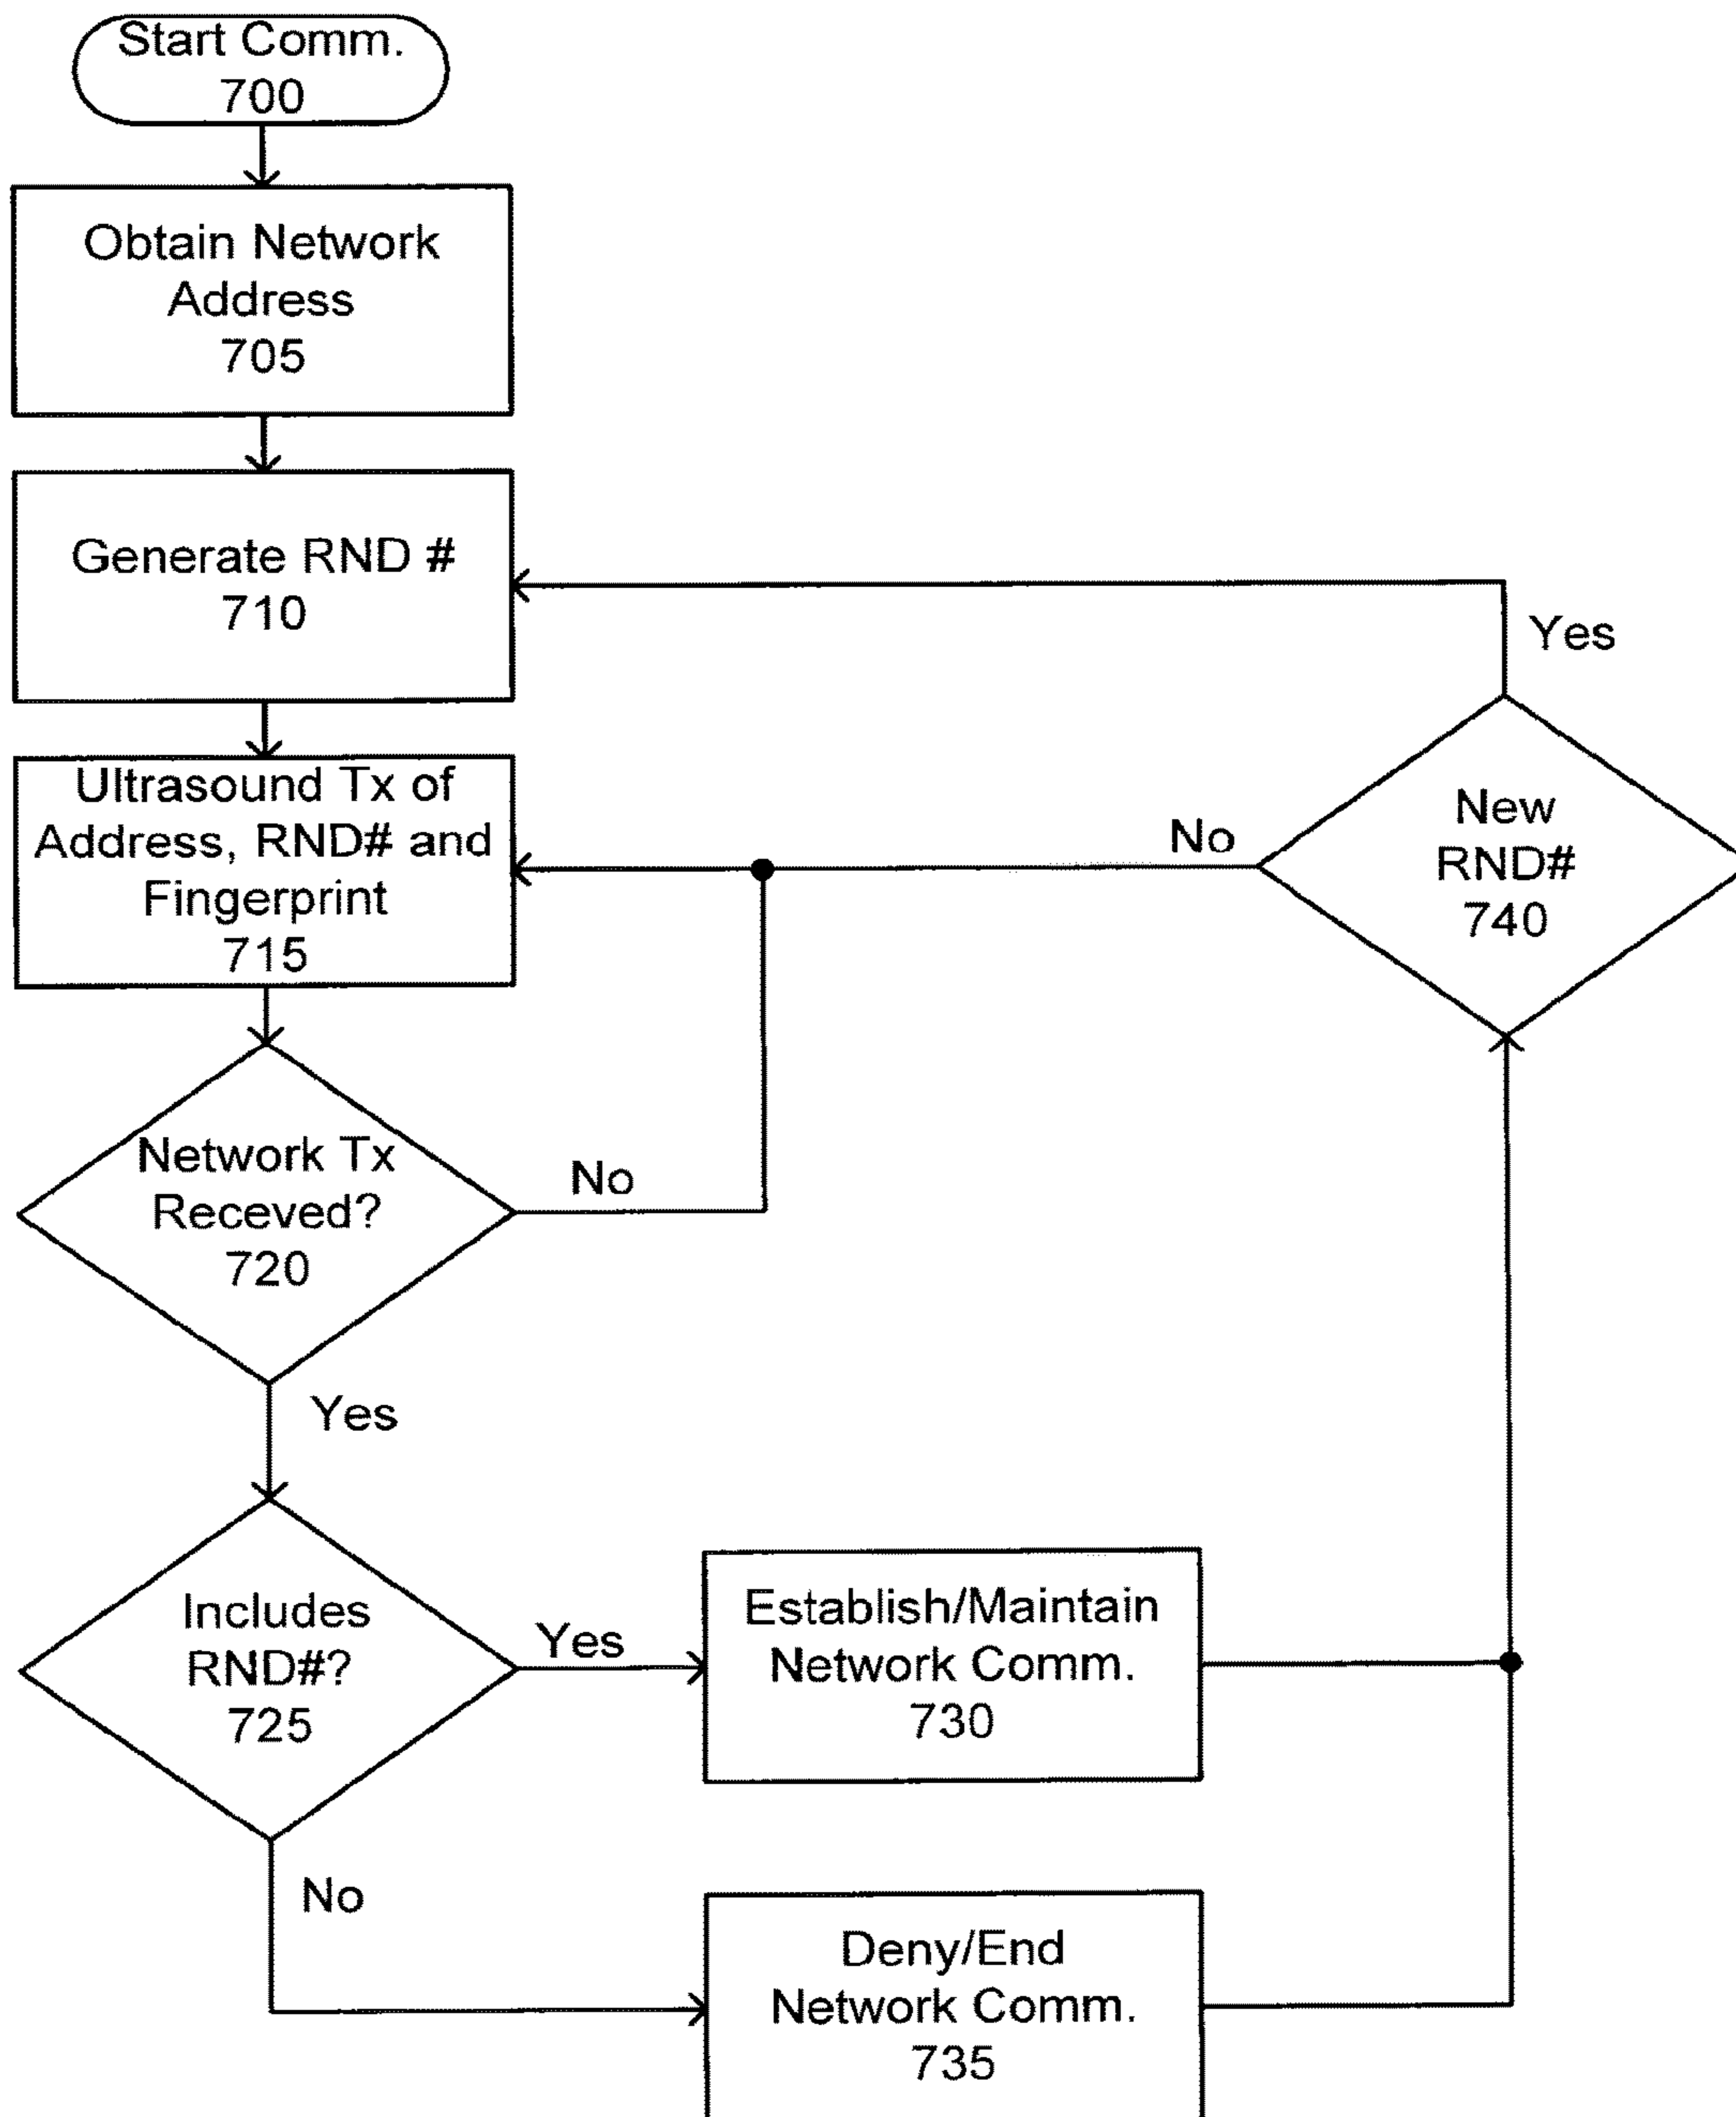 Start Comm.
700
Obtain Network
Address
705
Generate RND #
710
Yes
Ultrasound Tx of
Address, RND# and
Fingerprint
715
No
New
RND#
740
Network Tx
Receved?
720
No
Yes
Includes
RND#?
725
Yes
Establish/Maintain
Network Comm.
730
No
Deny/End
Network Comm.
735